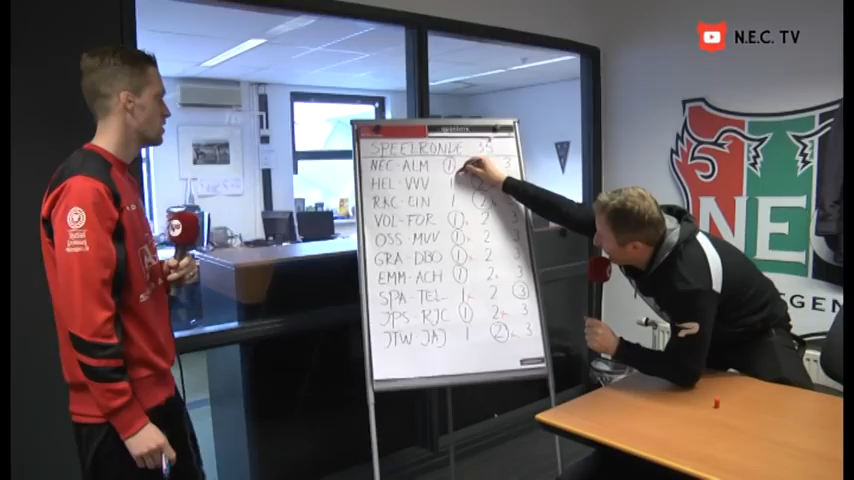 N.E.C. TV
SPEELRONDE 35
NEC-ALM 1 3
HEL-VVV 1 2
RKC-EIN 1 2
VOL-FOR 1 2
OSS-MVV 1 2
GRA-DBO 1 2 3
EMM-ACH 1 2 3
SPA-TEL 1 2 3
JPS-RJC 1 2 3
JTW-JAJ 1 2 3
NEC